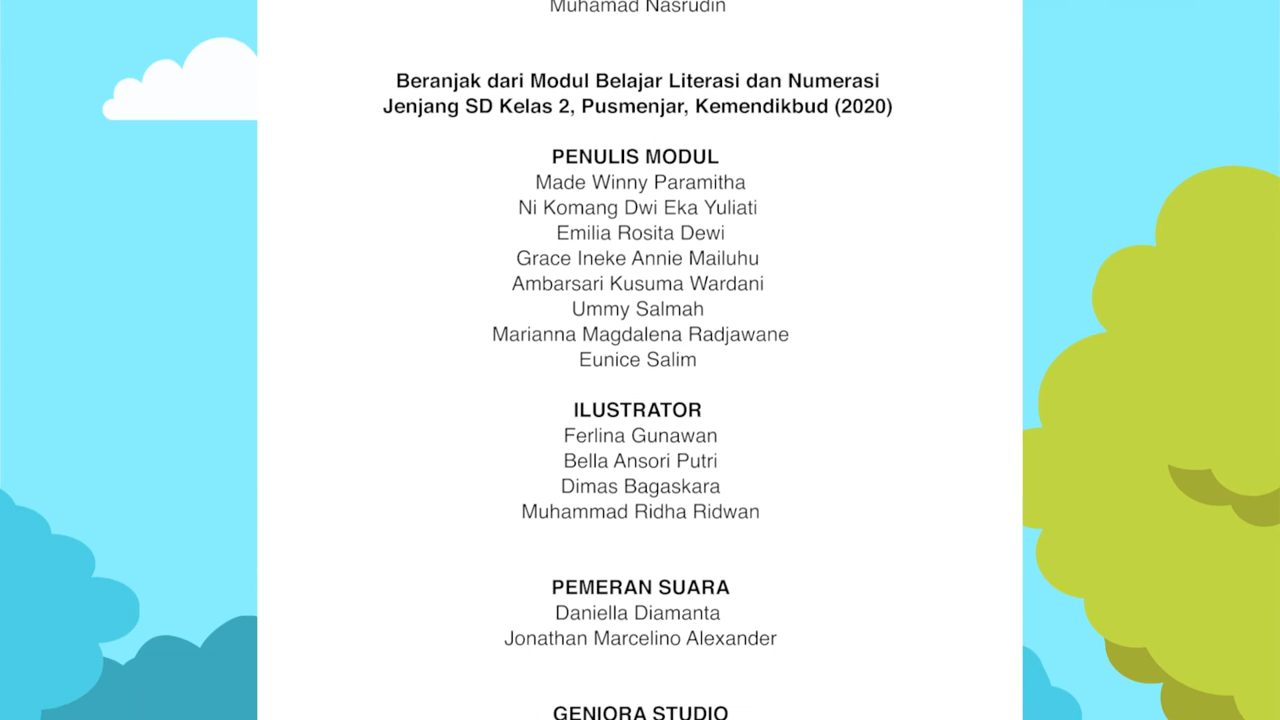 Muhamad Nasrudin
Beranjak dari Modul Belajar Literasi dan Numerasi
Jenjang SD Kelas 2, Pusmenjar, Kemendikbud (2020)
PENULIS MODUL
Made Winny Paramitha
Ni Komang Dwi Eka Yuliati
Emilia Rosita Dewi
Grace Ineke Annie Mailuhu
Ambarsari Kusuma Wardani
Ummy Salmah
Marianna Magdalena Radjawane
Eunice Salim
ILUSTRATOR
Ferlina Gunawan
Bella Ansori Putri
Dimas Bagaskara
Muhammad Ridha Ridwan
PEMERAN SUARA
Daniella Diamanta
Jonathan Marcelino Alexander
GENIORA STUDIO